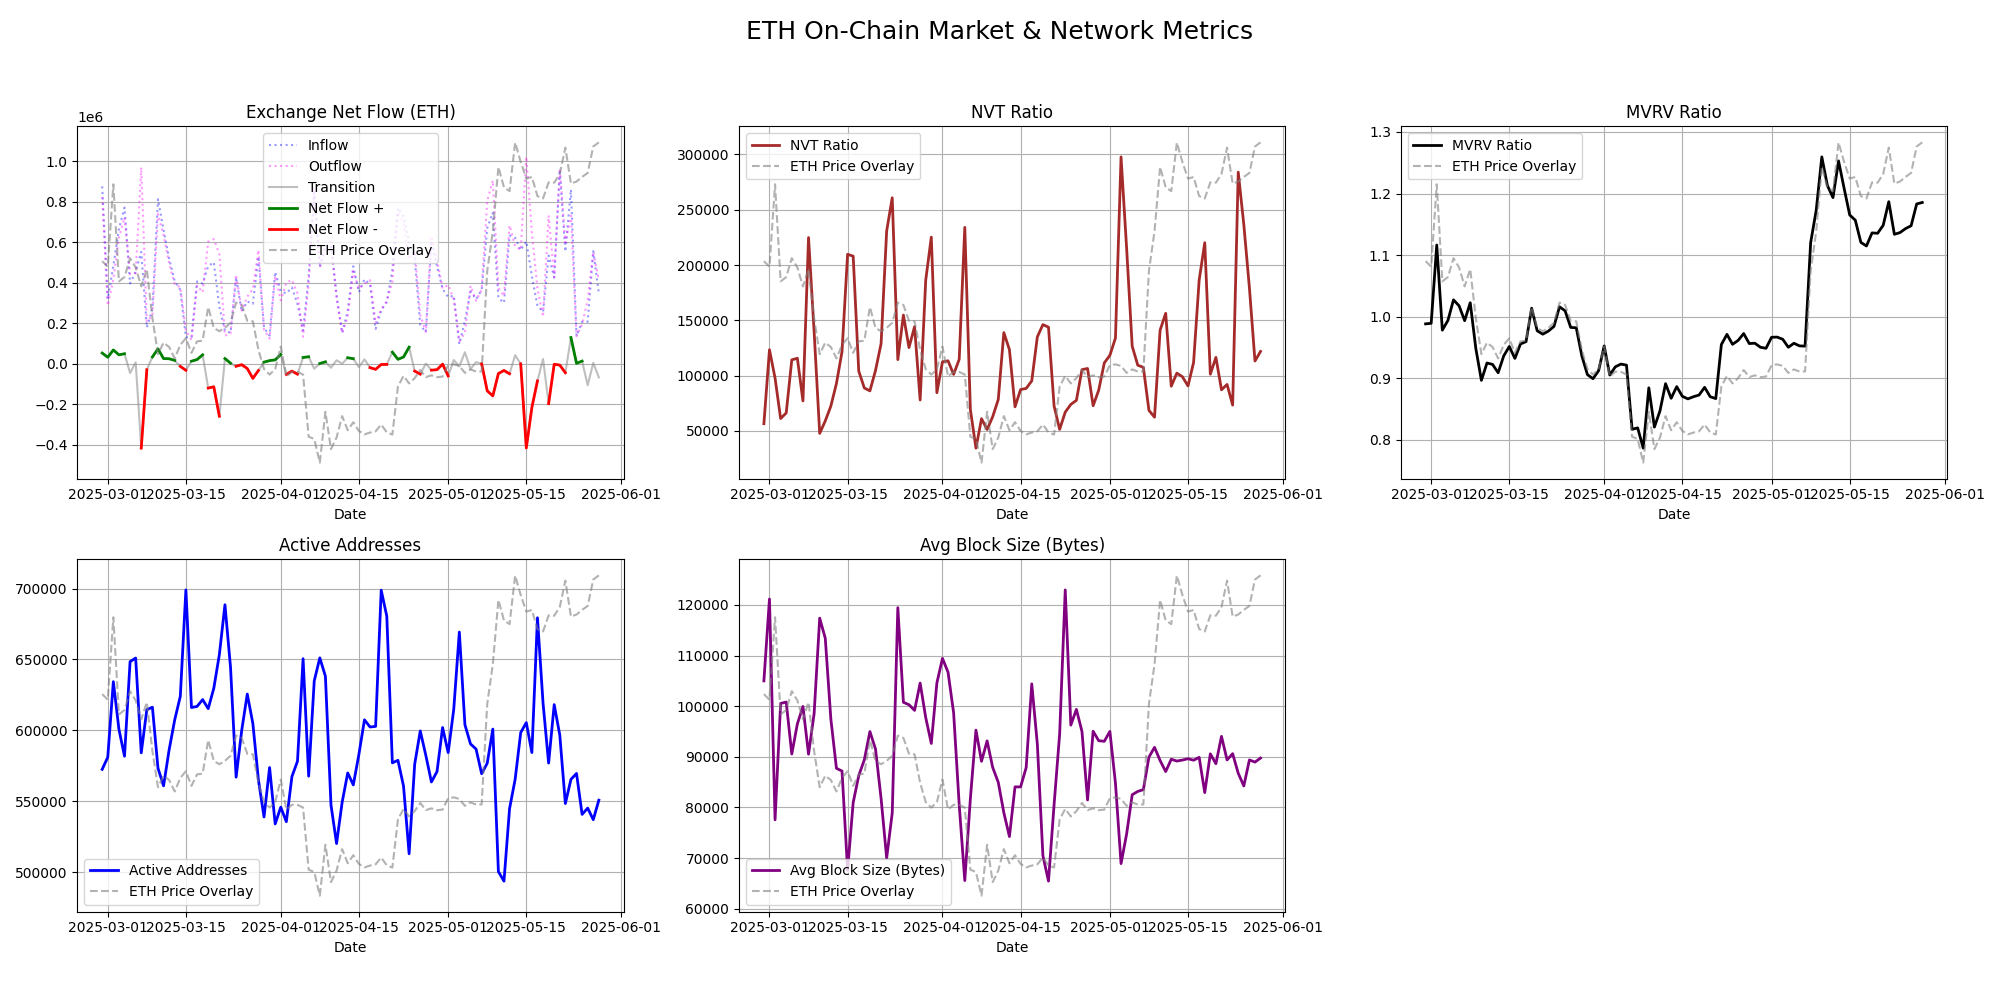 ETH On-Chain Market & Network Metrics
Exchange Net Flow (ETH)
1e6
Inflow
Outflow
Transition
Net Flow +
Net Flow -
ETH Price Overlay
1.0
0.8
0.6
0.4
0.2
0.0
−0.2
−0.4
2025-03-01 2025-03-15 2025-04-01 2025-04-15 2025-05-01 2025-05-15 2025-06-01
Date
NVT Ratio
NVT Ratio
ETH Price Overlay
300000
250000
200000
150000
100000
50000
2025-03-01 2025-03-15 2025-04-01 2025-04-15 2025-05-01 2025-05-15 2025-06-01
Date
MVRV Ratio
MVRV Ratio
ETH Price Overlay
1.3
1.2
1.1
1.0
0.9
0.8
2025-03-01 2025-03-15 2025-04-01 2025-04-15 2025-05-01 2025-05-15 2025-06-01
Date
Active Addresses
700000
650000
600000
550000
500000
Active Addresses
ETH Price Overlay
2025-03-01 2025-03-15 2025-04-01 2025-04-15 2025-05-01 2025-05-15 2025-06-01
Date
Avg Block Size (Bytes)
120000
110000
100000
90000
80000
70000
60000
Avg Block Size (Bytes)
ETH Price Overlay
2025-03-01 2025-03-15 2025-04-01 2025-04-15 2025-05-01 2025-05-15 2025-06-01
Date